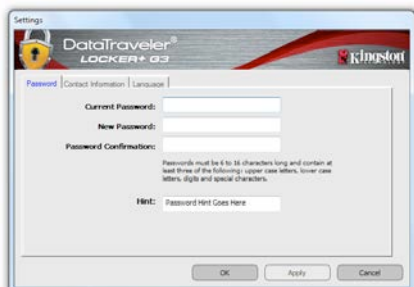 Settings
DataTraveler®
LOCKER+ G3
Kingston
Password
Contact Information
Language
Current Password:
New Password:
Password Confirmation:
Passwords must be 6 to 16 characters long and contain at
least three of the following: upper case letters, lower case
letters, digits and special characters.
Hint: Password Hint Goes Here
OK
Apply
Cancel